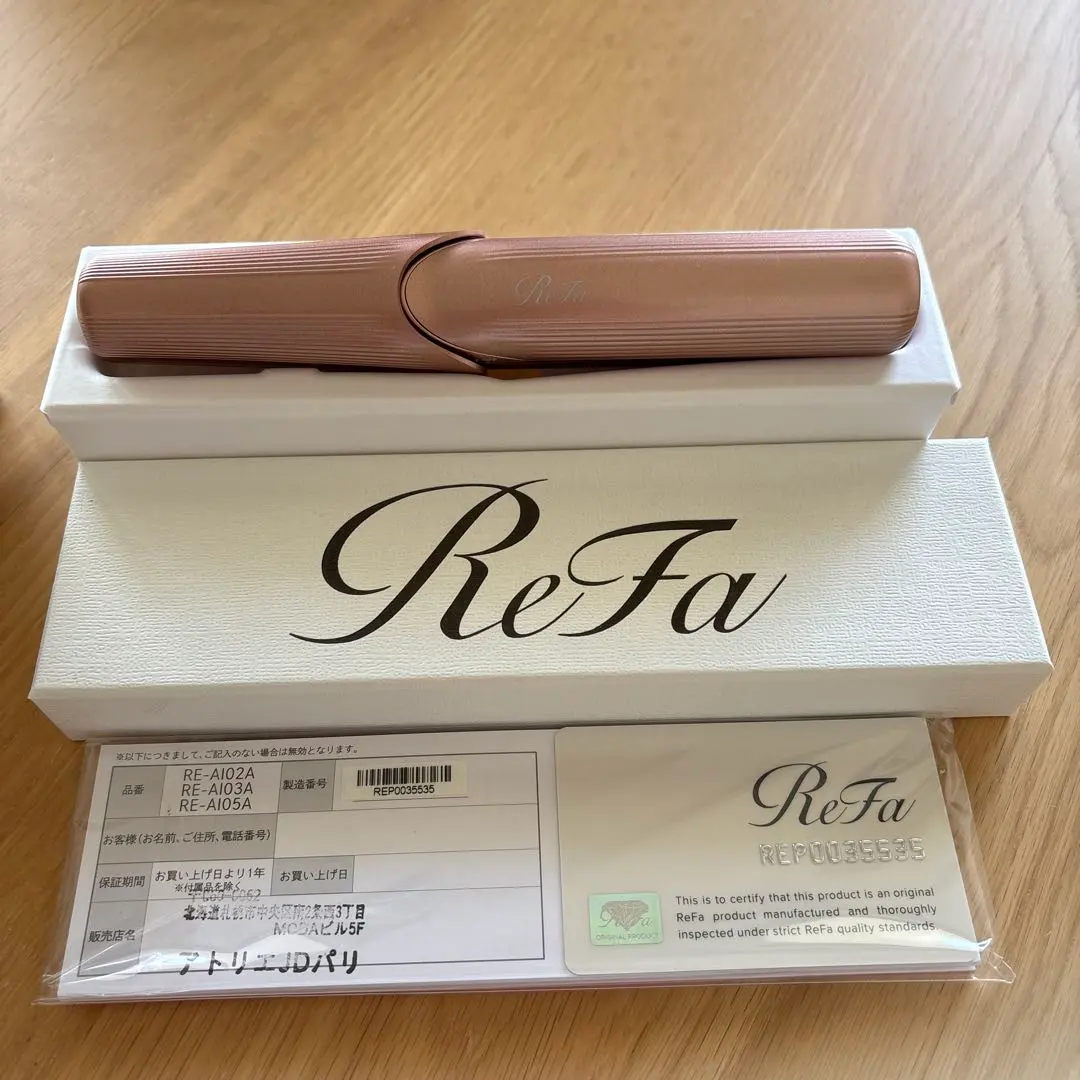 ReFa
ReFa
※以下につきまして、ご記入のない場合は無効となります。
品番
RE-AI02A
RE-AI03A
RE-AI05A
製造番号
REP0035535
お客様(お名前、ご住所、電話番号)
保証期間
お買い上げ日より1年
※付属品を除く
お買い上げ日
〒060-0062
北海道札幌市中央区南2条西3丁目
MODAビル5F
販売店名
アトリエJDパリ
ReFa
REP0035535
This is to certify that this product is an original
ReFa product manufactured and thoroughly
inspected under strict ReFa quality standards.
ReFa
ORIGINAL PRODUCT